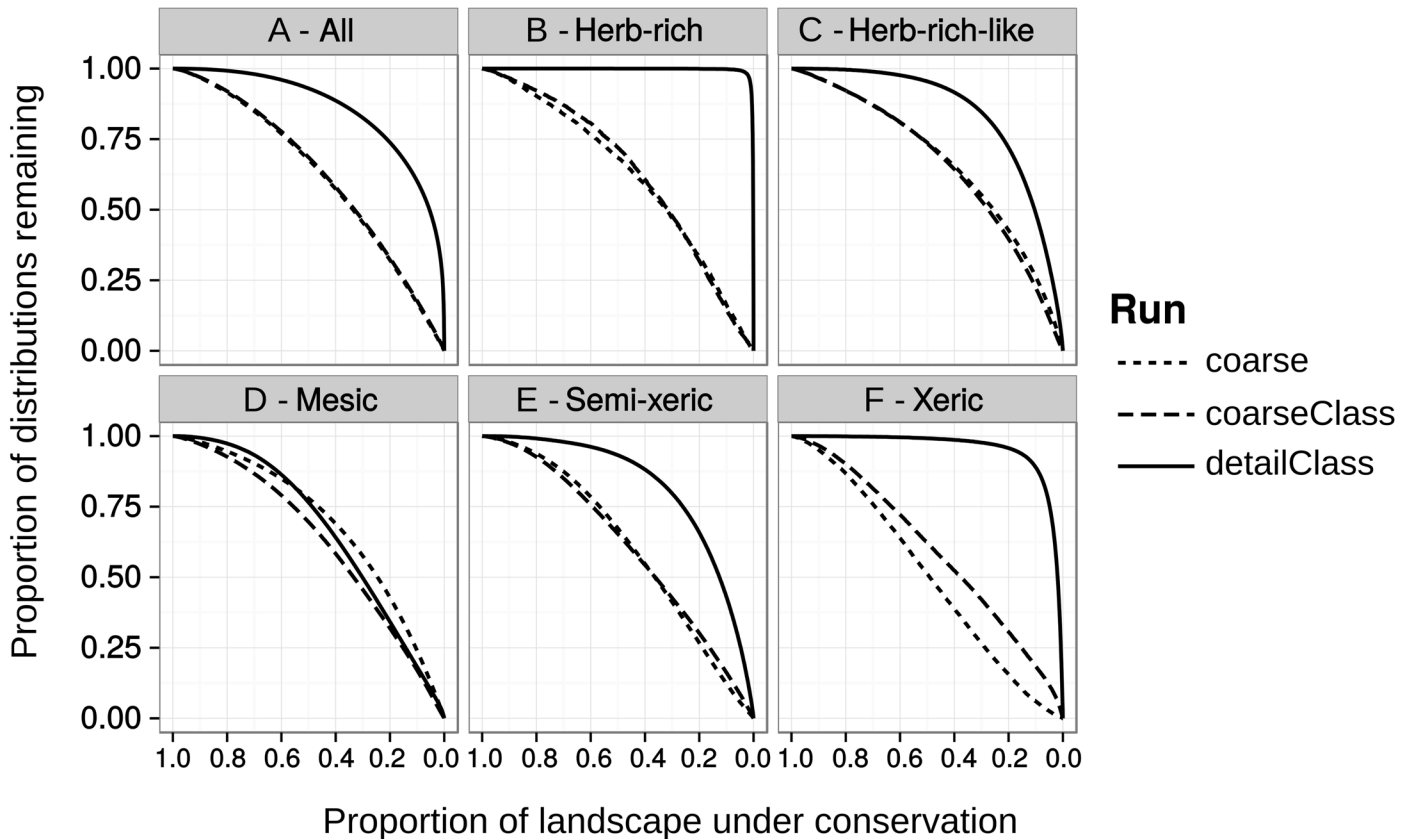 A - All
B - Herb-rich
C - Herb-rich-like
1.00
0.75
0.50
0.25
0.00
D - Mesic
E - Semi-xeric
F - Xeric
1.00
0.75
0.50
0.25
0.00
1.0 0.8 0.6 0.4 0.2 0.0
1.0 0.8 0.6 0.4 0.2 0.0
1.0 0.8 0.6 0.4 0.2 0.0
Proportion of distributions remaining
Proportion of landscape under conservation
Run
coarse
coarseClass
detailClass